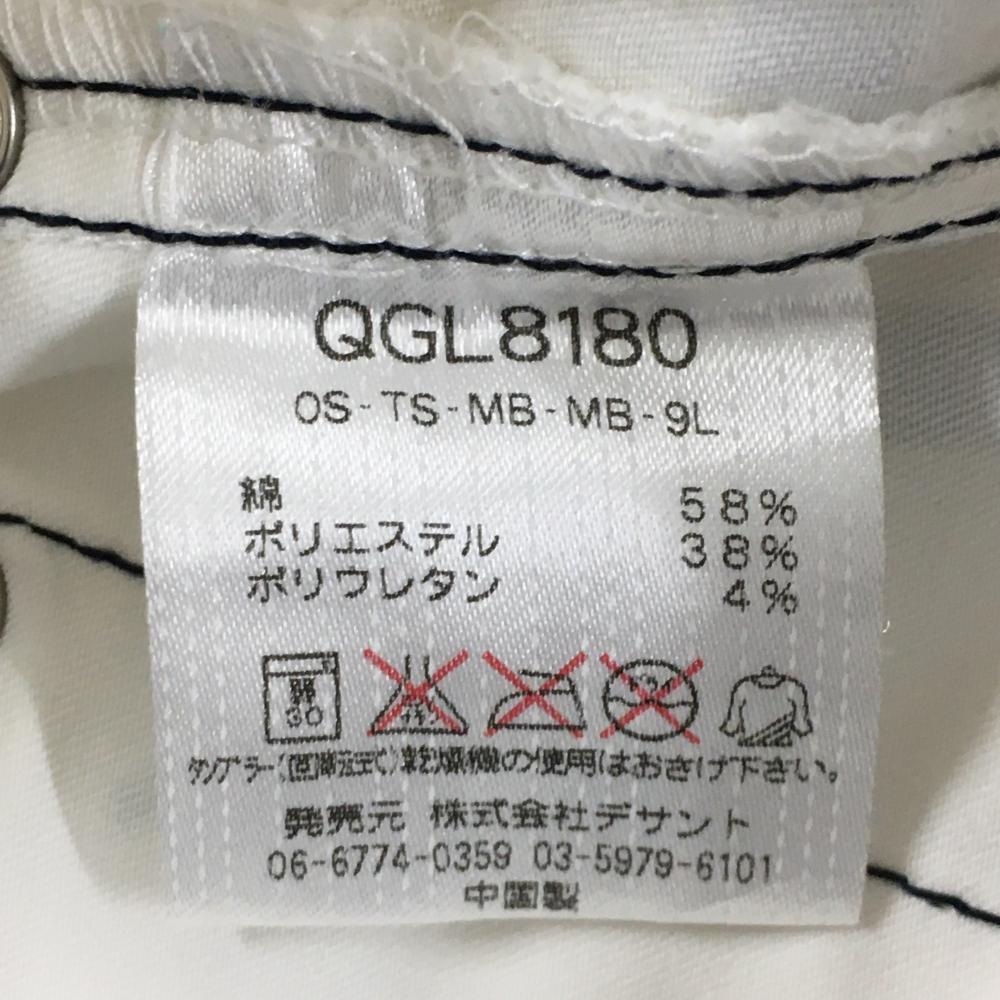 QGL8180
OS-TS-MB-MB-9L
綿 58%
ポリエステル 38%
ポリウレタン 4%
弱
30
タンブラー(回転式)乾燥機の使用はおさけ下さい。
発売元 株式会社デサント
06-6774-0359 03-5979-6101
中国製